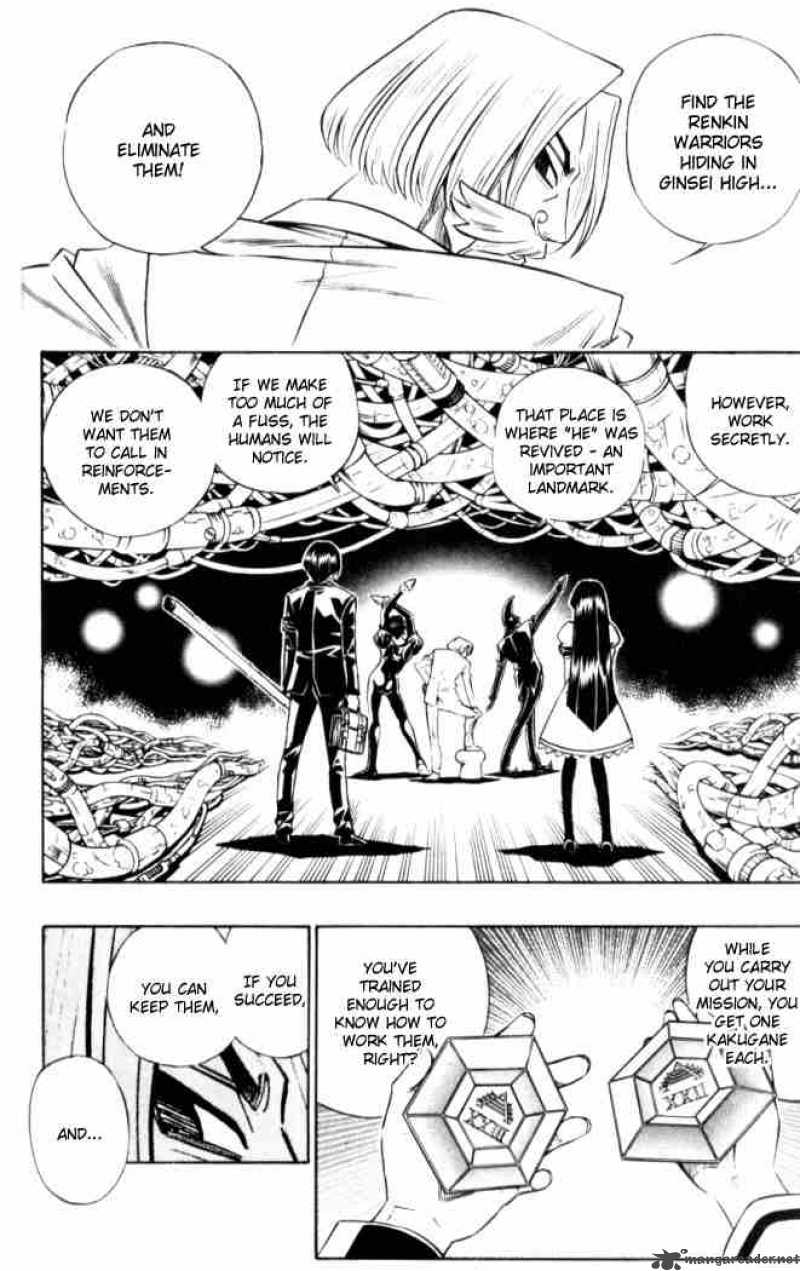 FIND THE
RENKIN
WARRIORS
HIDING IN
GINSEI HIGH...
AND
ELIMINATE
THEM!
HOWEVER,
WORK
SECRETLY.
THAT PLACE IS
WHERE "HE" WAS
REVIVED - AN
IMPORTANT
LANDMARK.
IF WE MAKE
TOO MUCH OF
A FUSS, THE
HUMANS WILL
NOTICE.
WE DON'T
WANT THEM
TO CALL IN
REINFORCE-
MENTS.
WHILE
YOU CARRY
OUT YOUR
MISSION, YOU
GET ONE
KAKUGANE
EACH.
YOU'VE
TRAINED
ENOUGH TO
KNOW HOW TO
WORK THEM,
RIGHT?
XXII
XXIII
IF YOU
SUCCEED,
YOU CAN
KEEP THEM,
AND...
mangareader.net